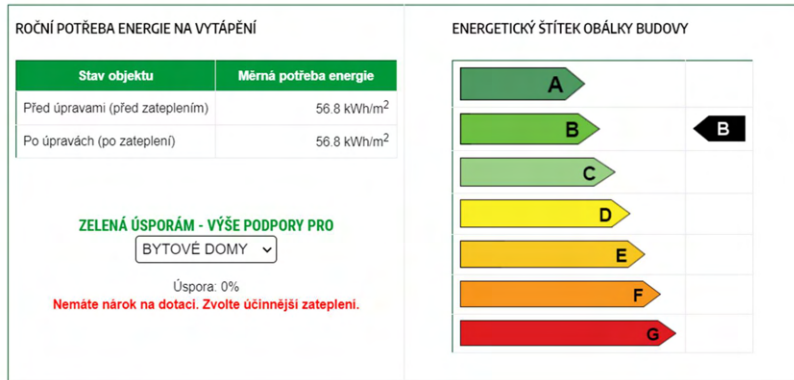 ROČNÍ POTŘEBA ENERGIE NA VYTÁPĚNÍ
Stav objektu Měrná potřeba energie
Před úpravami (před zateplením) 56.8 kWh/m²
Po úpravách (po zateplení) 56.8 kWh/m²
ZELENÁ ÚSPORÁM - VÝŠE PODPORY PRO
BYTOVÉ DOMY
Úspora: 0%
Nemáte nárok na dotaci. Zvolte účinnější zateplení.
ENERGETICKÝ ŠTÍTEK OBÁLKY BUDOVY
A
B B
C
D
E
F
G